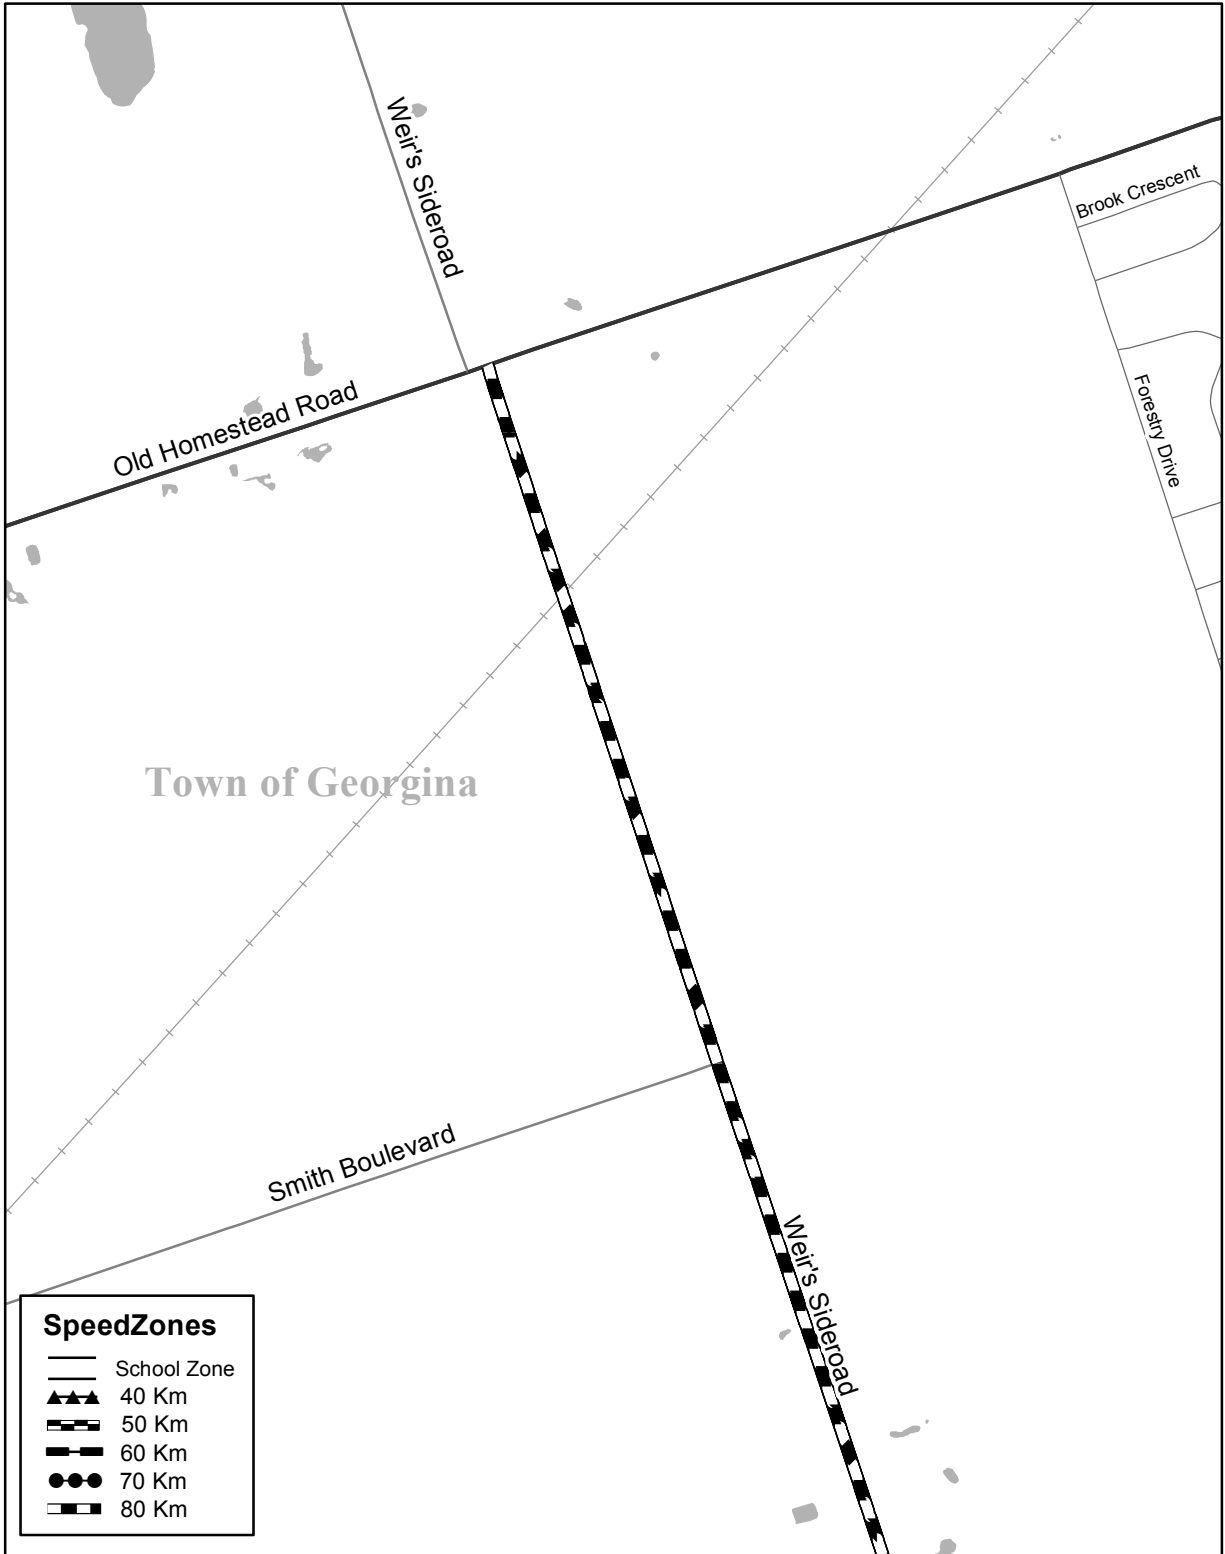 Weir's Sideroad
Brook Crescent
Old Homestead Road
Forestry Drive
Town of Georgina
Smith Boulevard
Weir's Sideroad
SpeedZones
School Zone
40 Km
50 Km
60 Km
70 Km
80 Km